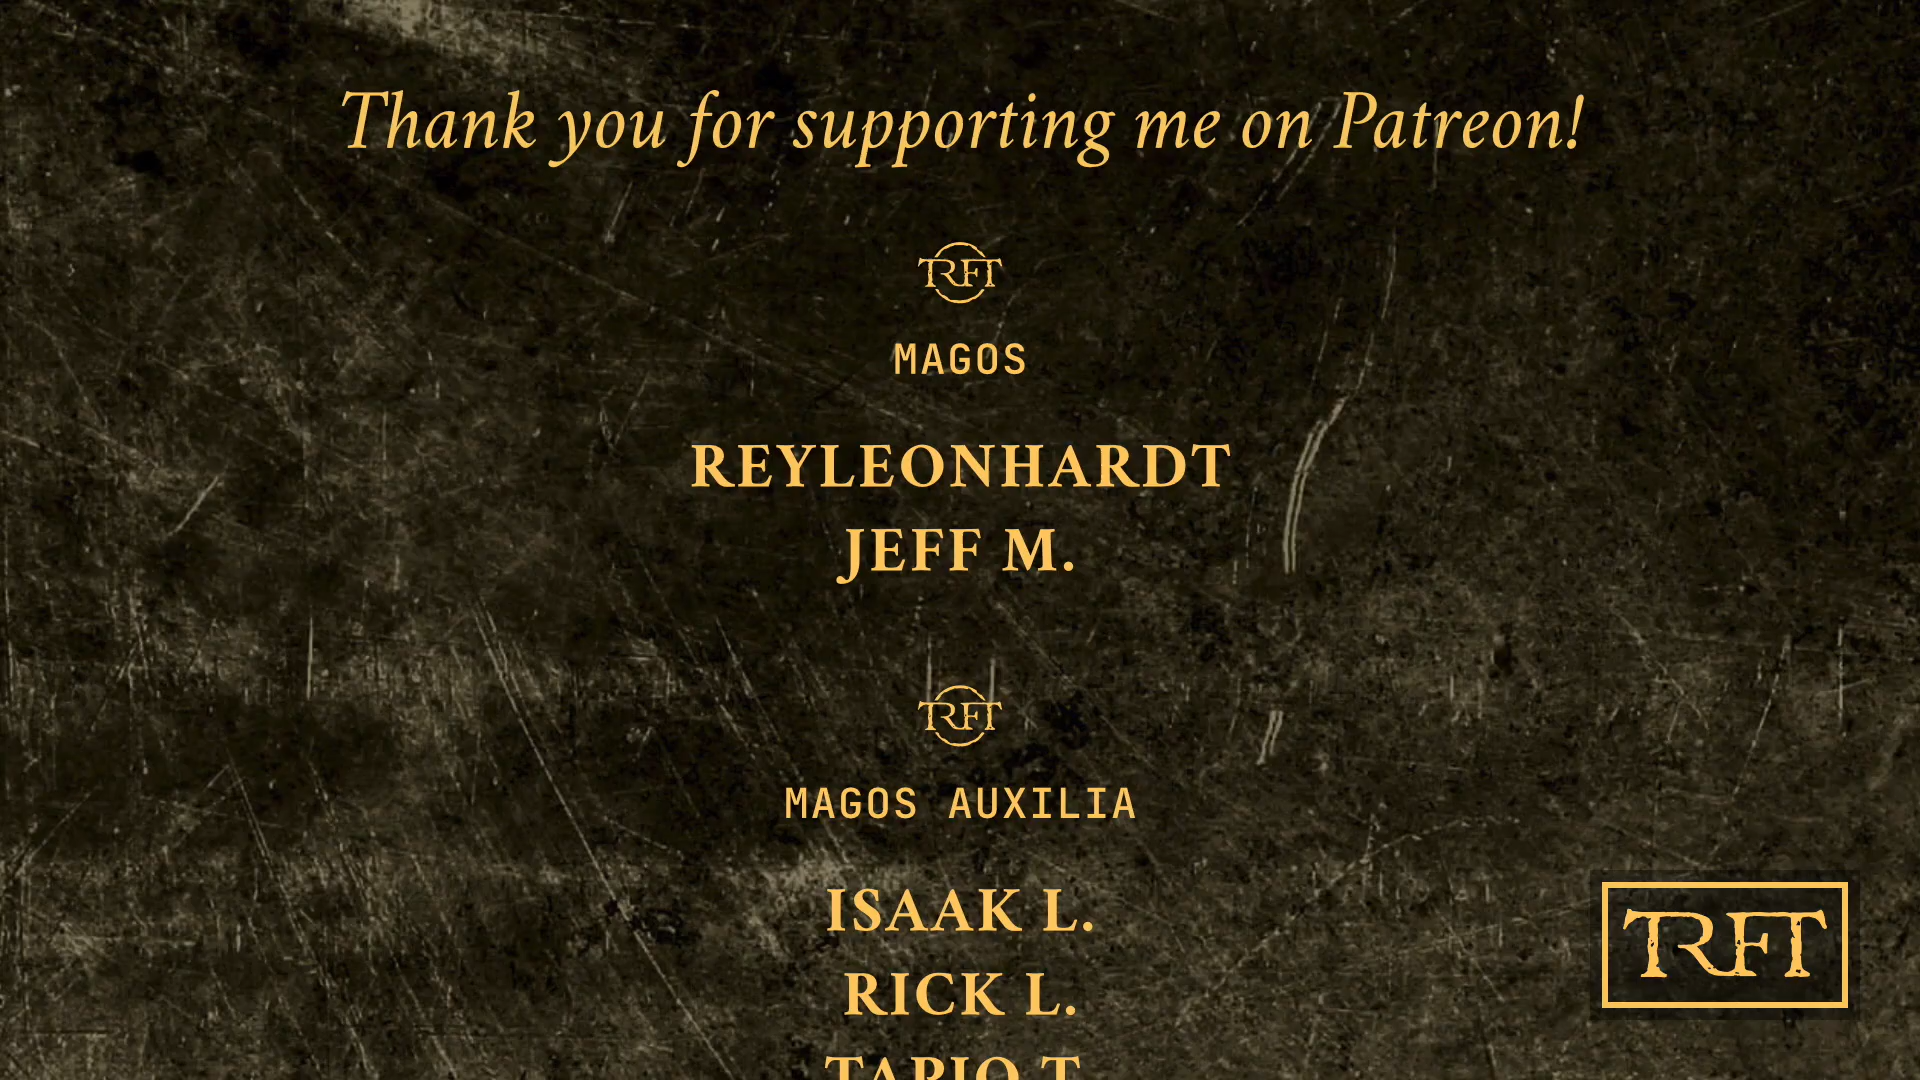 Thank you for supporting me on Patreon!
TRFT
MAGOS
REYLEONHARDT
JEFF M.
TRFT
MAGOS AUXILIA
ISAAK L.
RICK L.
TRFT